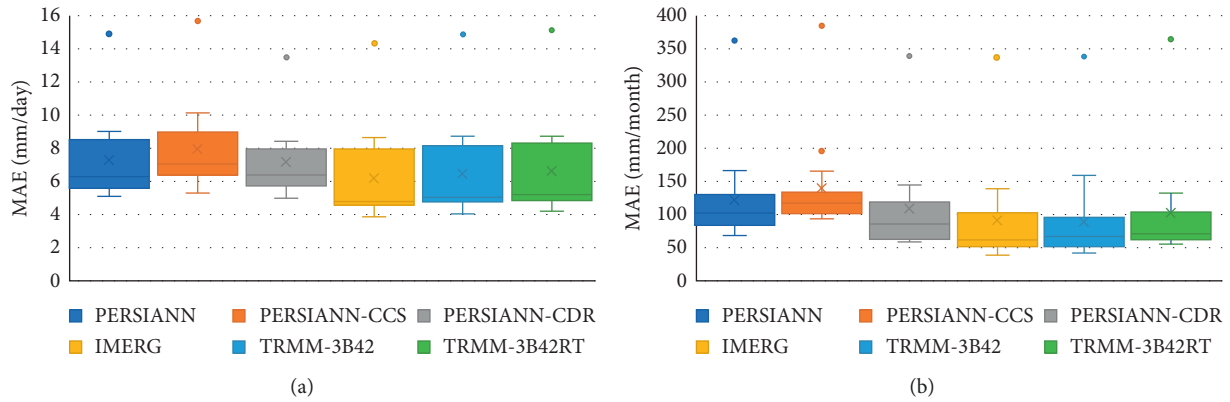 MAE (mm/day)
16
14
12
10
8
6
4
2
0
PERSIANN
PERSIANN-CCS
PERSIANN-CDR
IMERG
TRMM-3B42
TRMM-3B42RT
(a)
MAE (mm/month)
400
350
300
250
200
150
100
50
0
PERSIANN
PERSIANN-CCS
PERSIANN-CDR
IMERG
TRMM-3B42
TRMM-3B42RT
(b)